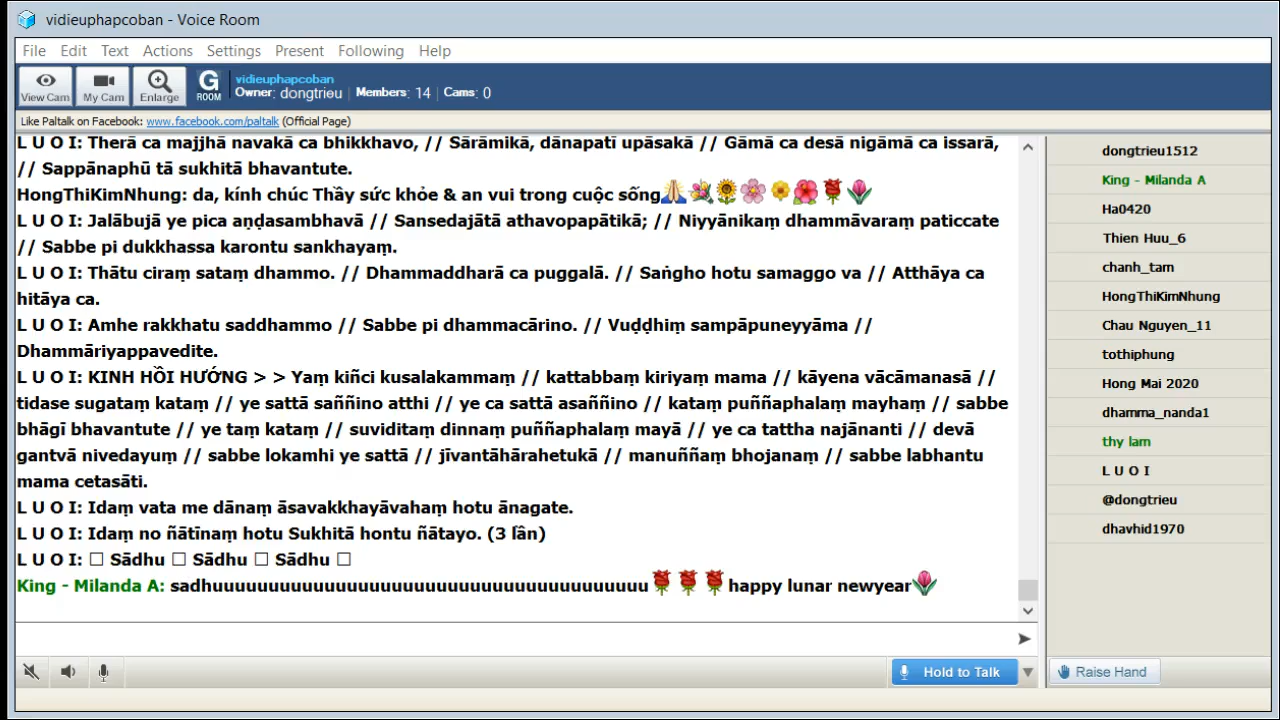 vidieuphapcoban - Voice Room
File Edit Text Actions Settings Present Following Help
View Cam My Cam Enlarge G ROOM
vidieuphapcoban
Owner: dongtrieu Members: 14 Cams: 0
Like Paltalk on Facebook: www.facebook.com/paltalk (Official Page)
L U O I: Therā ca majjhā navakā ca bhikkhavo, // Sārāmikā, dānapatī upāsakā // Gāmā ca desā nigāmā ca issarā,
// Sappānaphū tā sukhitā bhavantute.
HongThiKimNhung: da, kính chúc Thầy sức khỏe & an vui trong cuộc sống🙏💐🌻🌸🌼🌺🌹🌷
L U O I: Jalābujā ye pica aṇḍasambhavā // Sansedajātā athavopapātikā; // Niyyānikaṃ dhammāvaraṃ paticcate
// Sabbe pi dukkhassa karontu sankhayaṃ.
L U O I: Thātu ciraṃ sataṃ dhammo. // Dhammaddharā ca puggalā. // Saṅgho hotu samaggo va // Atthāya ca
hitāya ca.
L U O I: Amhe rakkhatu saddhammo // Sabbe pi dhammacārino. // Vuḍḍhiṃ sampāpuneyyāma //
Dhammāriyappavedite.
L U O I: KINH HỒI HƯỚNG > > Yaṃ kiñci kusalakammaṃ // kattabbaṃ kiriyaṃ mama // kāyena vācāmanasā //
tidase sugataṃ kataṃ // ye sattā saññino atthi // ye ca sattā asaññino // kataṃ puññaphalaṃ mayhaṃ // sabbe
bhāgī bhavantute // ye taṃ kataṃ // suviditaṃ dinnaṃ puññaphalaṃ mayā // ye ca tattha najānanti // devā
gantvā nivedayuṃ // sabbe lokamhi ye sattā // jīvantāhārahetukā // manuññaṃ bhojanaṃ // sabbe labhantu
mama cetasāti.
L U O I: Idaṃ vata me dānaṃ āsavakkhayāvahaṃ hotu ānagate.
L U O I: Idaṃ no ñātīnaṃ hotu Sukhitā hontu ñātayo. (3 lần)
L U O I: □ Sādhu □ Sādhu □ Sādhu □
King - Milanda A: sadhuuuuuuuuuuuuuuuuuuuuuuuuuuuuuuuuuuuuuuu🌹🌹🌹happy lunar newyear🌷
Hold to Talk
dongtrieu1512
King - Milanda A
Ha0420
Thien Huu_6
chanh_tam
HongThiKimNhung
Chau Nguyen_11
tothiphung
Hong Mai 2020
dhamma_nanda1
thy lam
L U O I
@dongtrieu
dhavhid1970
Raise Hand